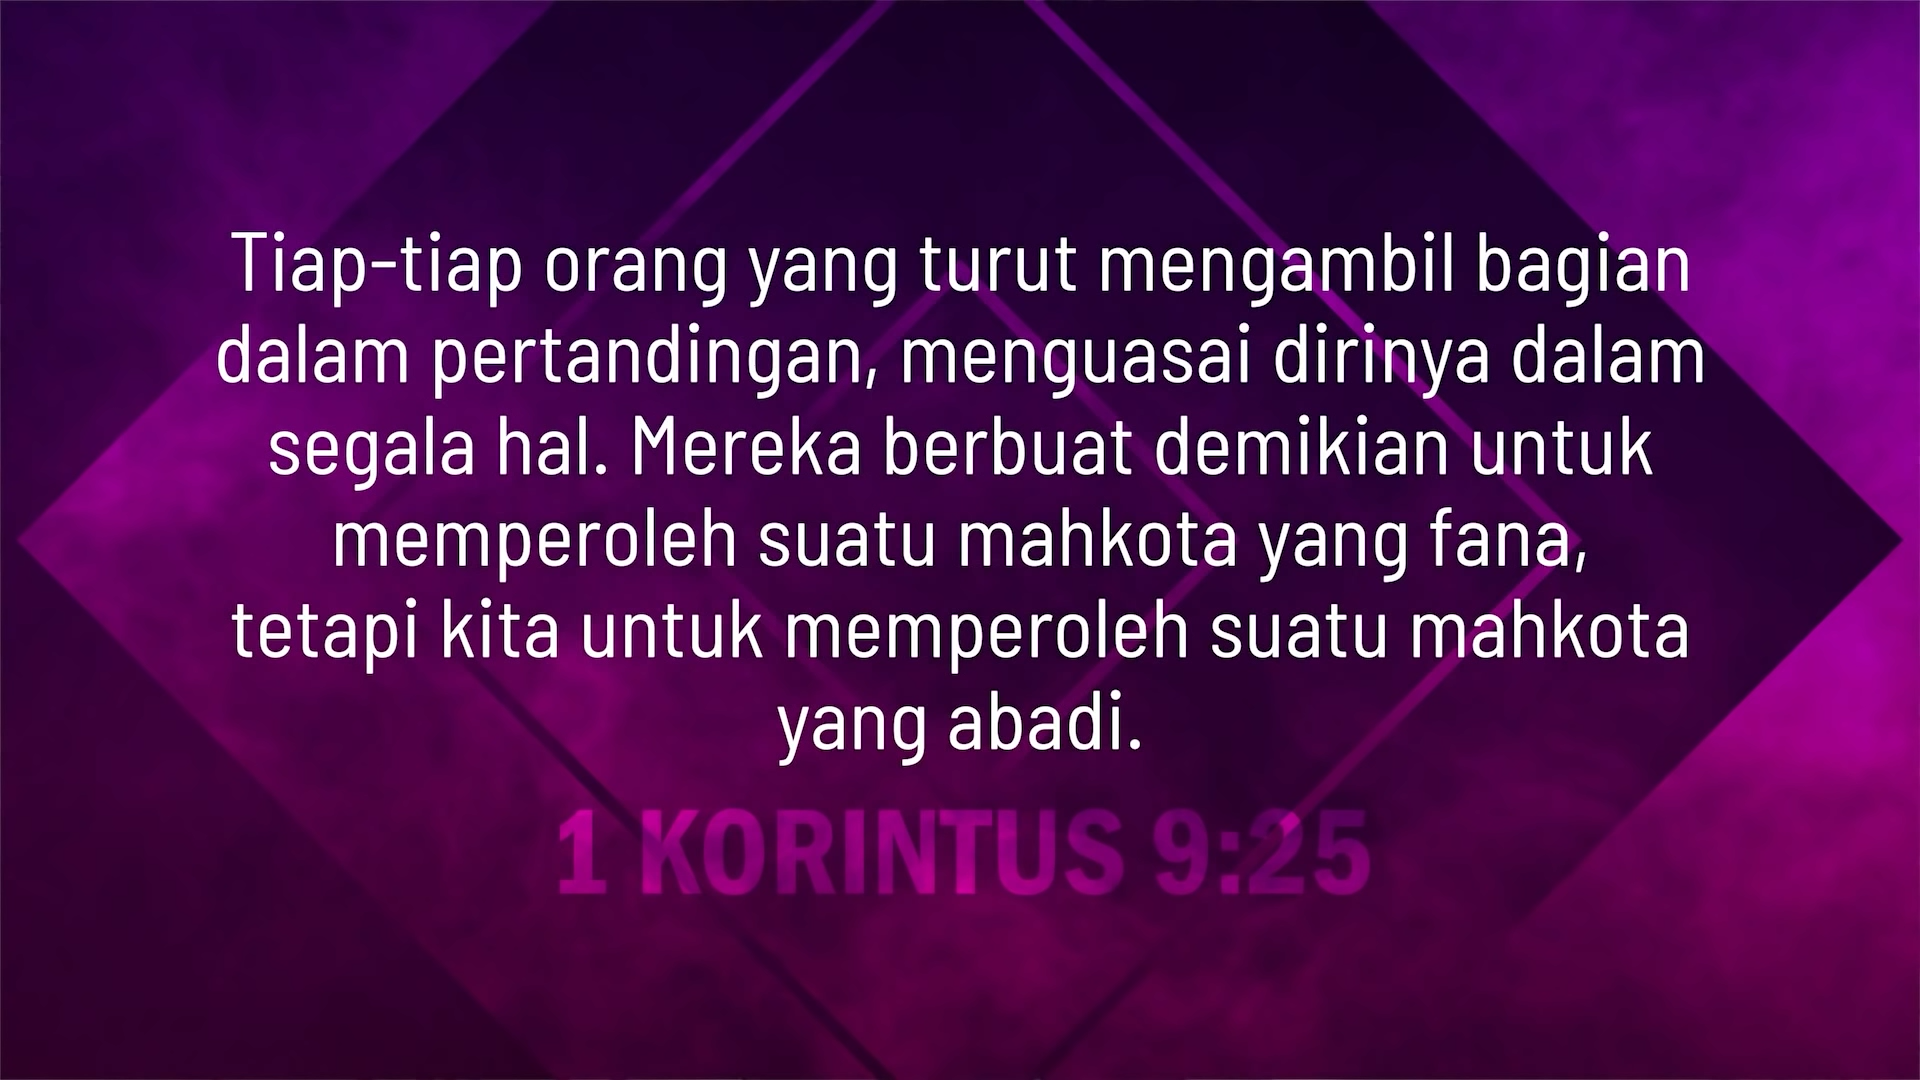 Tiap-tiap orang yang turut mengambil bagian
dalam pertandingan, menguasai dirinya dalam
segala hal. Mereka berbuat demikian untuk
memperoleh suatu mahkota yang fana,
tetapi kita untuk memperoleh suatu mahkota
yang abadi.
1 KORINTUS 9:25